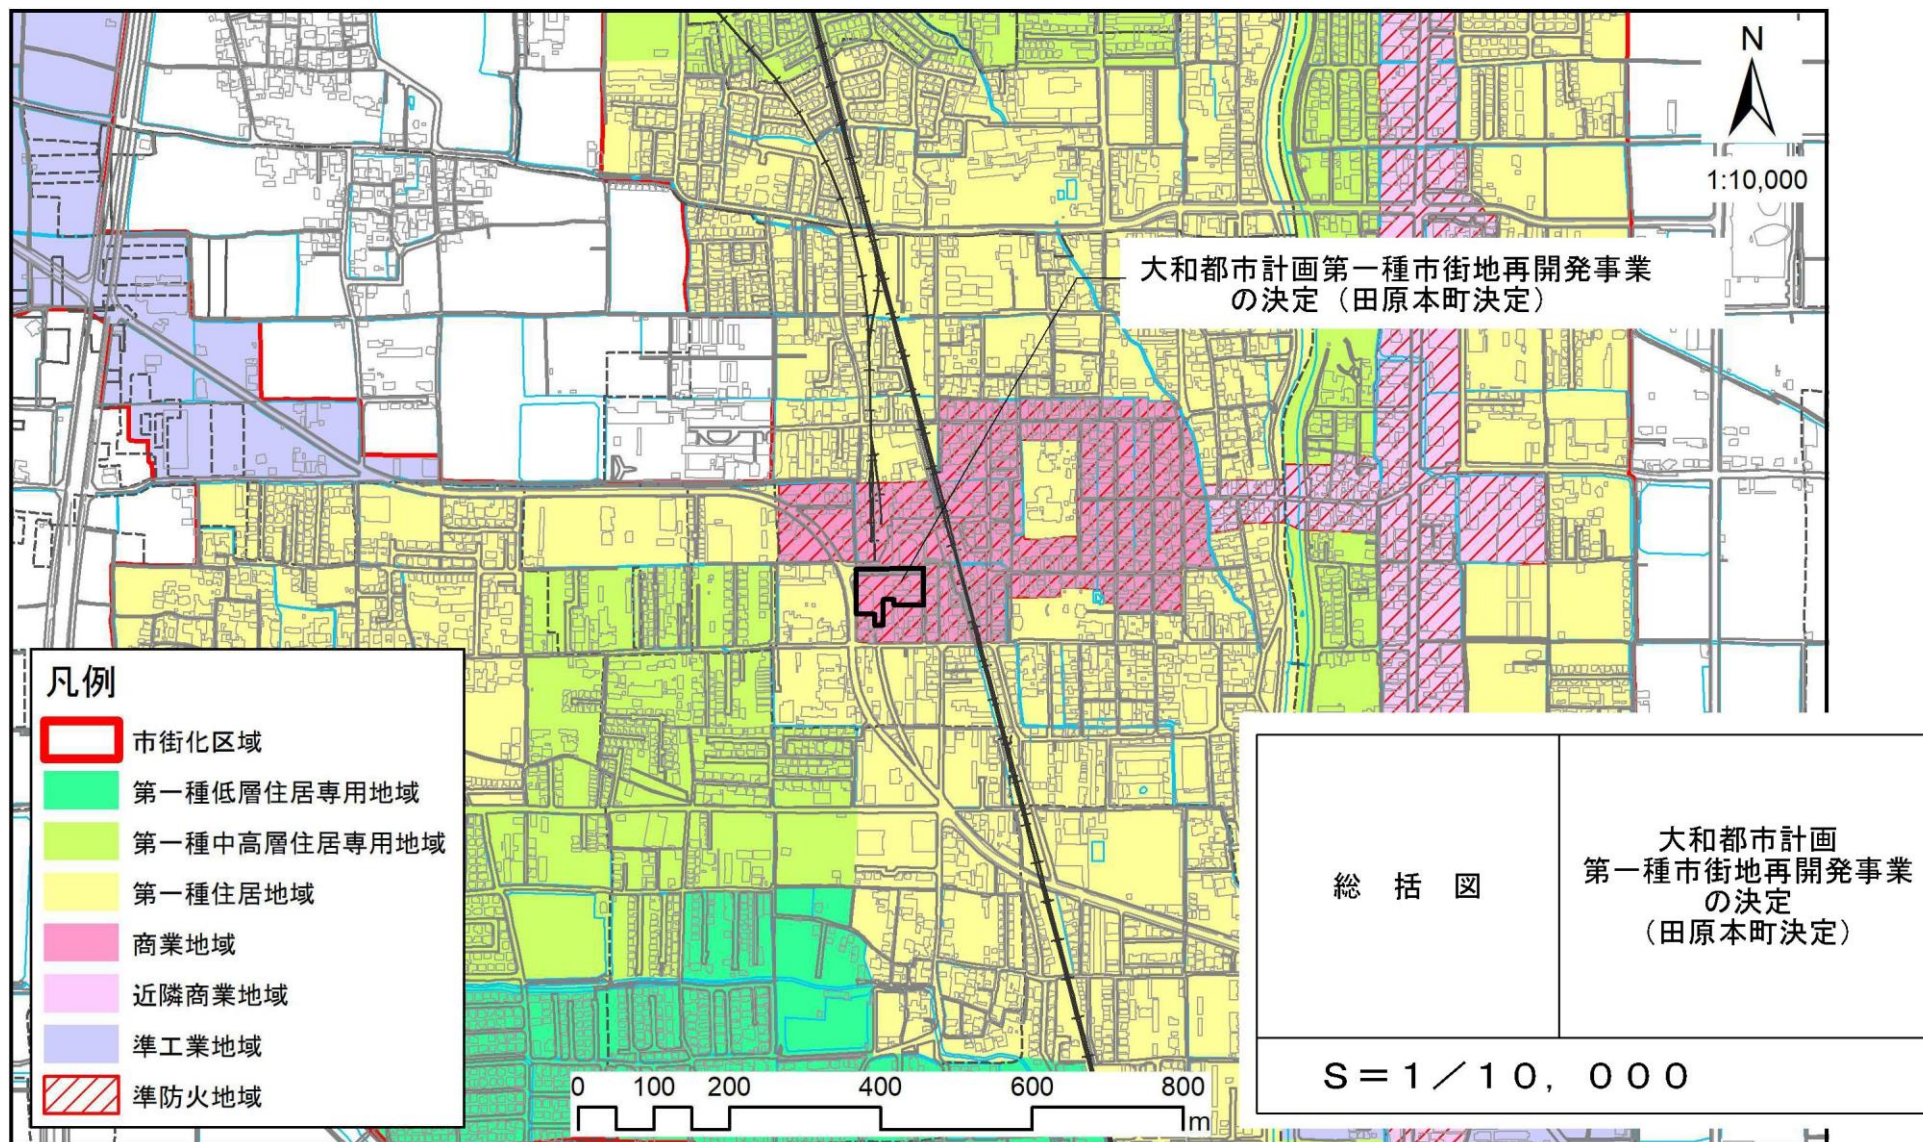 N
1:10,000
大和都市計画第一種市街地再開発事業
の決定（田原本町決定）
凡例
市街化区域
第一種低層住居専用地域
第一種中高層住居専用地域
第一種住居地域
商業地域
近隣商業地域
準工業地域
準防火地域
0 100 200 400 600 800
m
総 括 図
大和都市計画
第一種市街地再開発事業
の決定
（田原本町決定）
S＝1／10，000